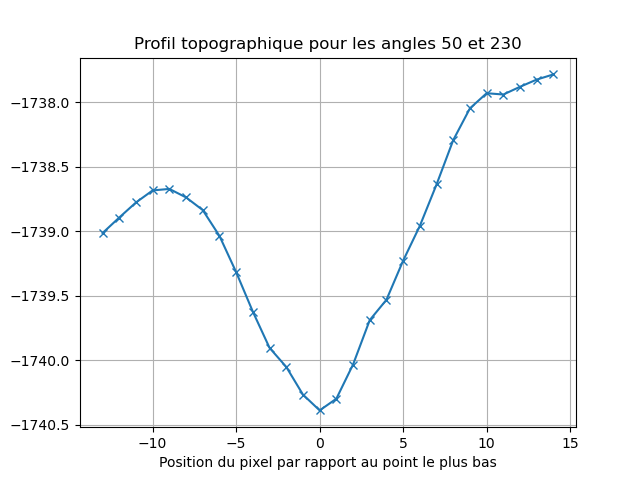 Profil topographique pour les angles 50 et 230
−1738.0
−1738.5
−1739.0
−1739.5
−1740.0
−1740.5
−10 −5 0 5 10 15
Position du pixel par rapport au point le plus bas